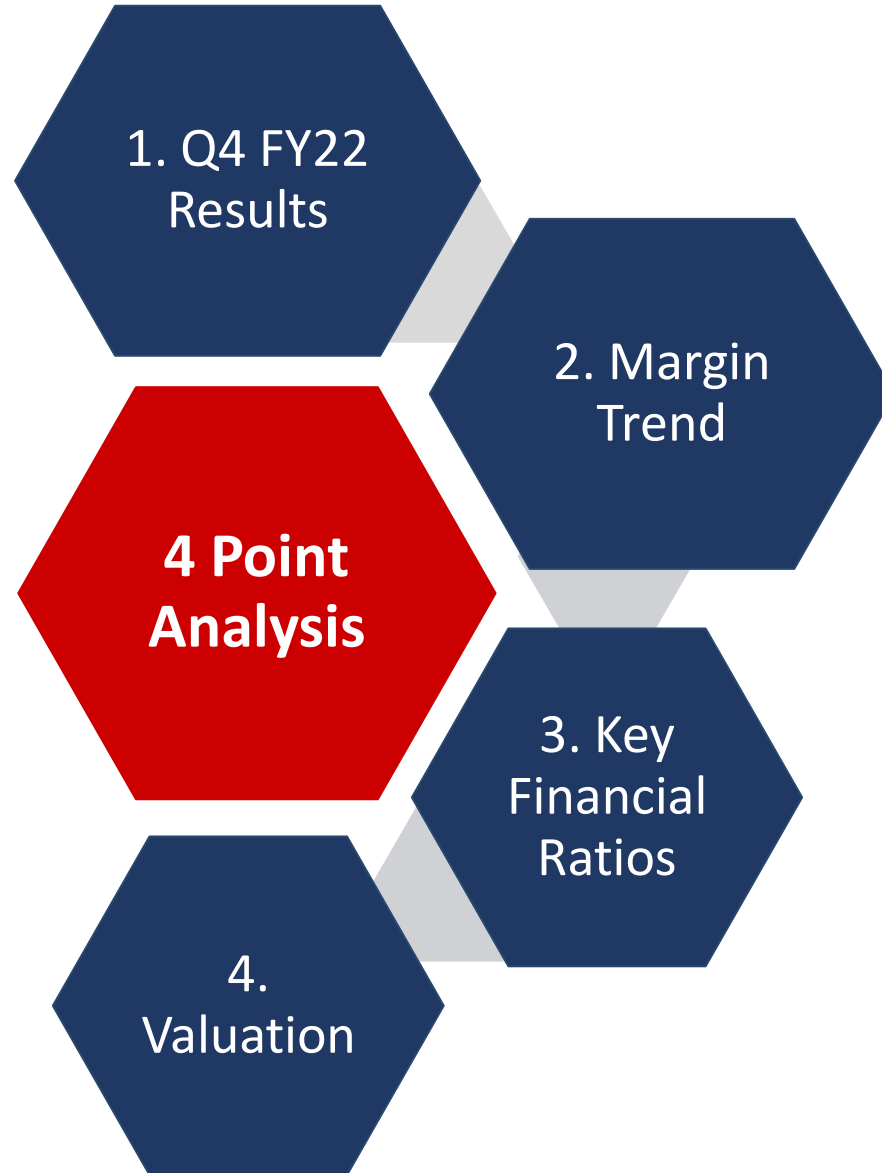 1. Q4 FY22
Results
2. Margin
Trend
4 Point
Analysis
3. Key
Financial
Ratios
4.
Valuation